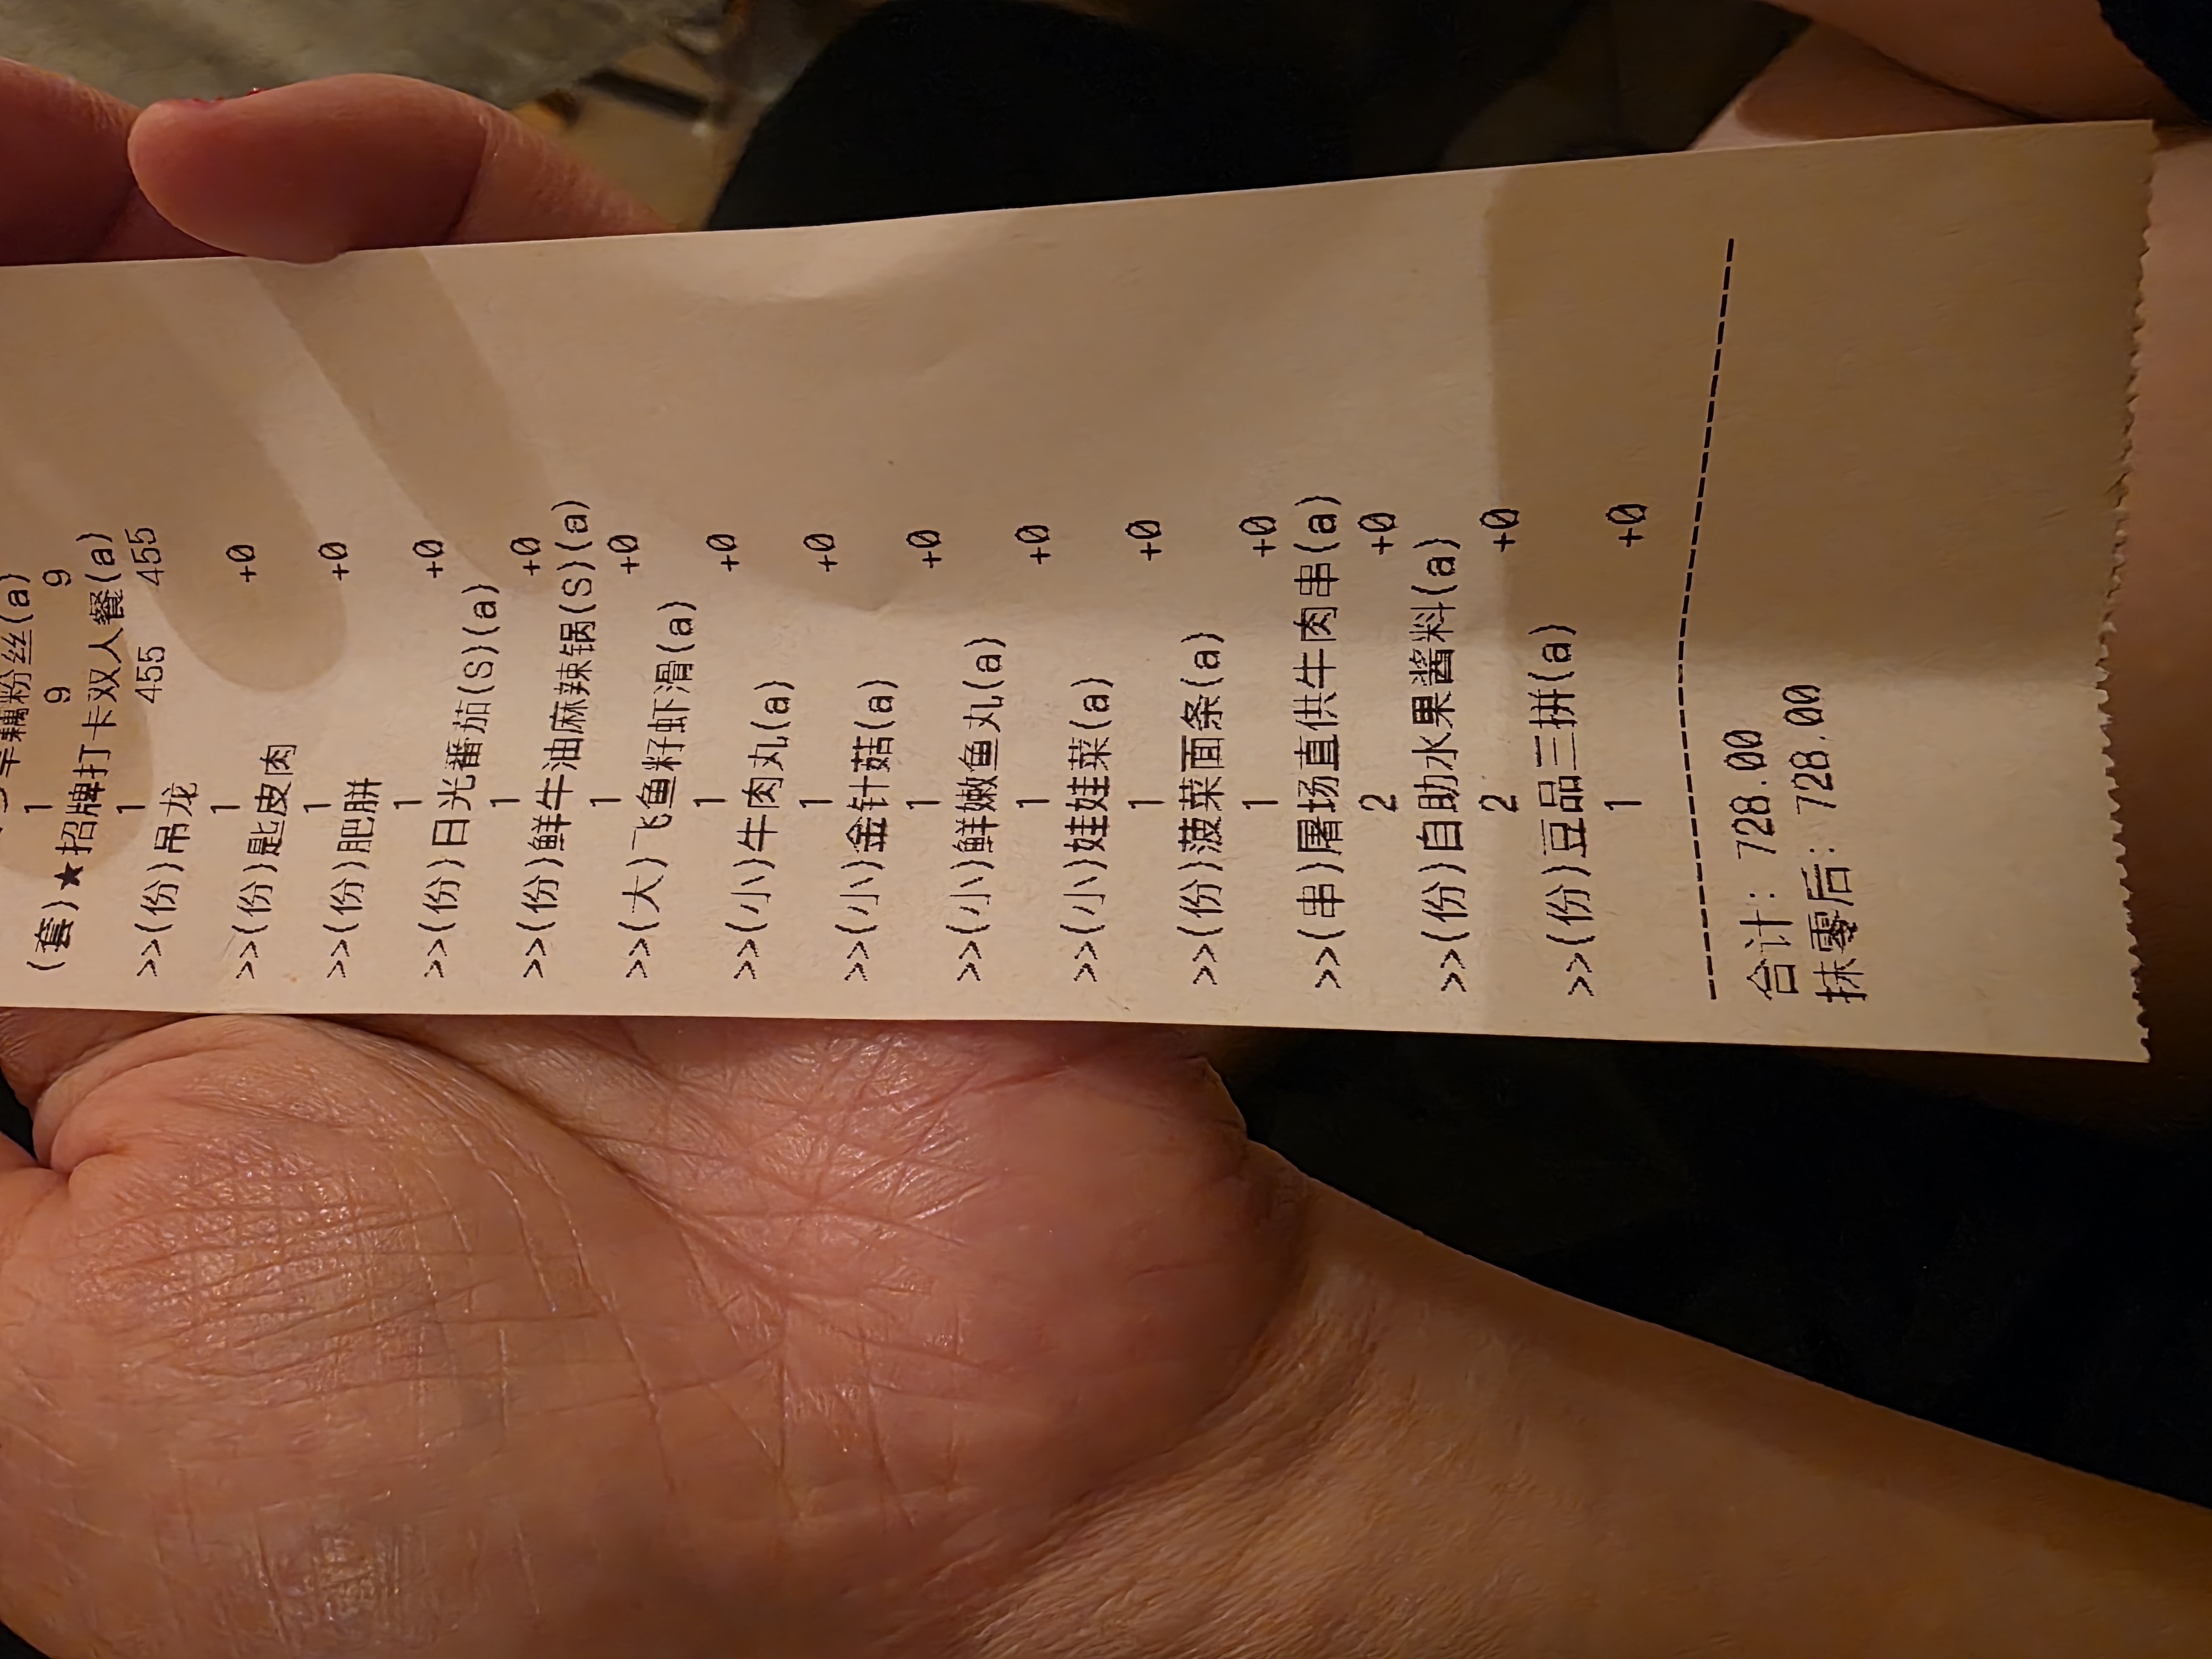 藕粉丝(a)
1 9 9
(套)★招牌打卡双人餐(a)
1 455 455
>>(份)吊龙
1 +0
>>(份)匙皮肉
1 +0
>>(份)肥胼
1 +0
>>(份)日光番茄(S)(a)
1 +0
>>(份)鲜牛油麻辣锅(S)(a)
1 +0
>>(大)飞鱼籽虾滑(a)
1 +0
>>(小)牛肉丸(a)
1 +0
>>(小)金针菇(a)
1 +0
>>(小)鲜嫩鱼丸(a)
1 +0
>>(小)娃娃菜(a)
1 +0
>>(份)菠菜面条(a)
1 +0
>>(串)屠场直供牛肉串(a)
2 +0
>>(份)自助水果酱料(a)
2 +0
>>(份)豆品三拼(a)
1 +0
合计: 728.00
抹零后: 728.00